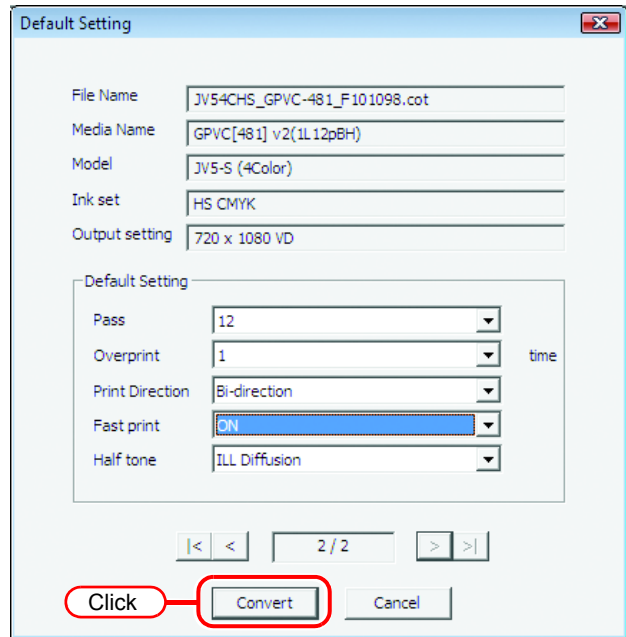 Default Setting
File Name JV54CHS_GPVC-481_F101098.cot
Media Name GPVC[481] v2(1L12pBH)
Model JV5-S (4Color)
Ink set HS CMYK
Output setting 720 x 1080 VD
Default Setting
Pass 12
Overprint 1 time
Print Direction Bi-direction
Fast print ON
Half tone ILL Diffusion
|< < 2 / 2 > >|
Click Convert Cancel